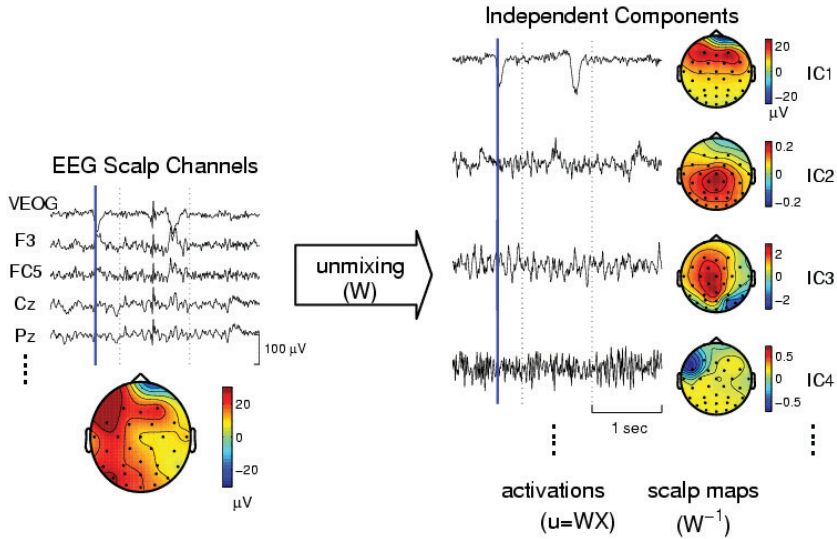 Independent Components
EEG Scalp Channels
VEOG
F3
FC5
Cz
Pz
100 µV
20
0
−20
µV
unmixing
(W)
20
0
−20
µV
IC1
0.2
0
−0.2
IC2
2
0
−2
IC3
0.5
0
−0.5
IC4
1 sec
activations
(u=WX)
scalp maps
(W⁻¹)